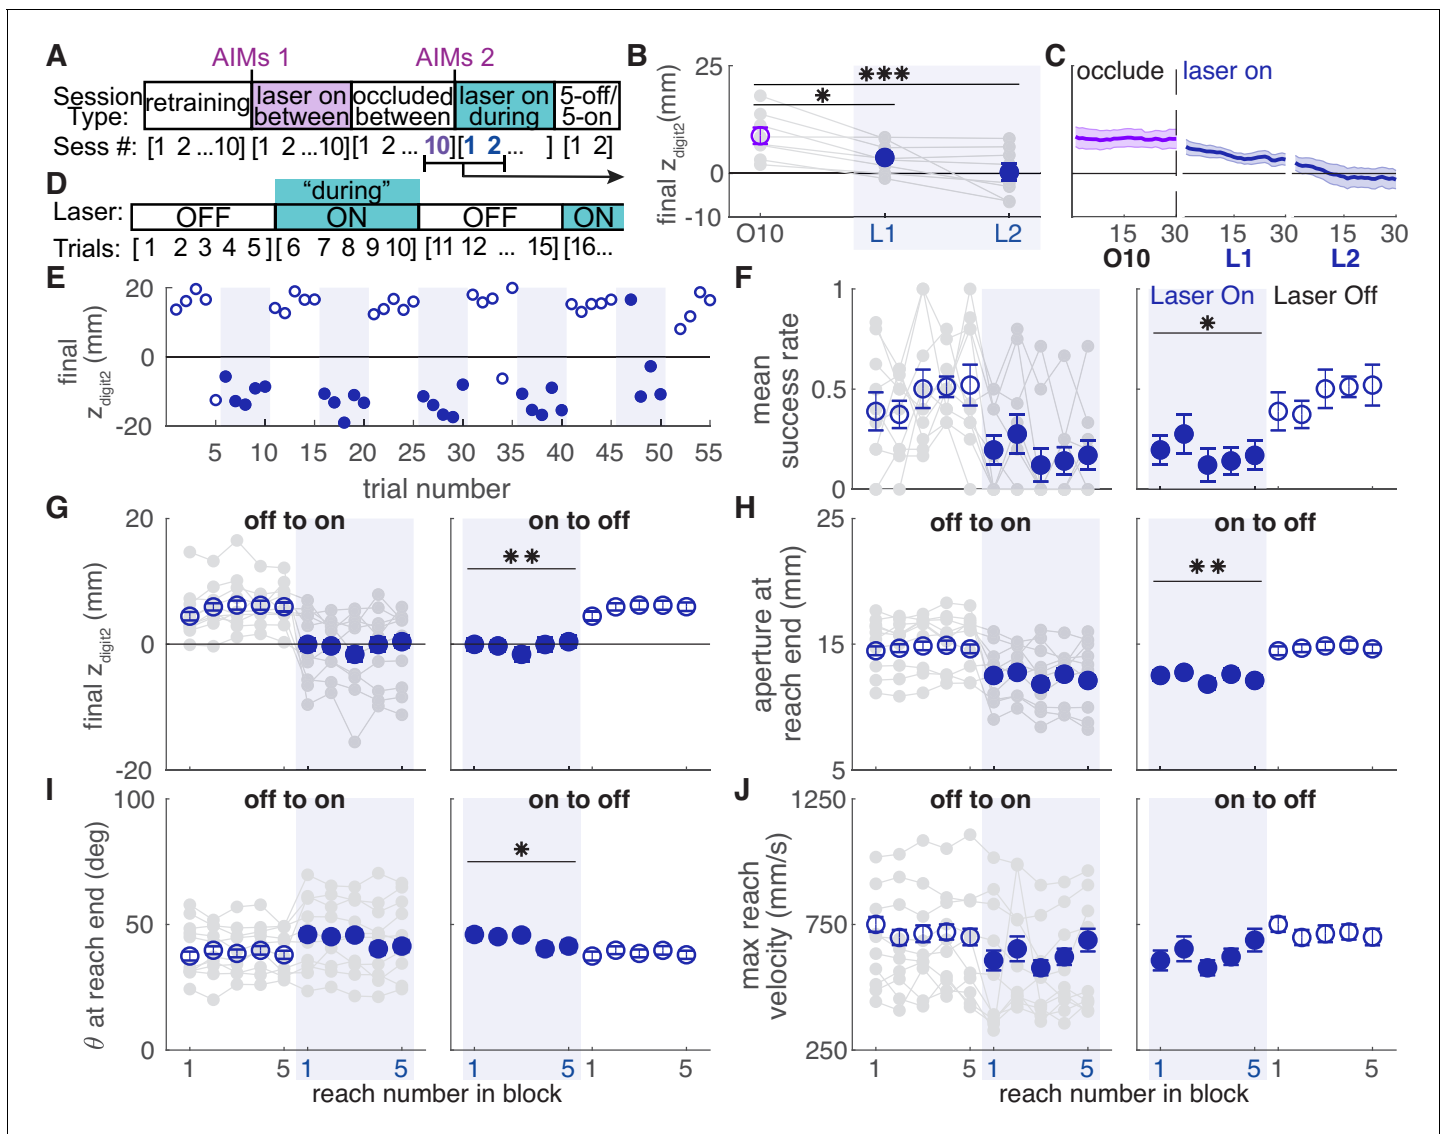 A
AIMs 1
AIMs 2
Session Type:
retraining
laser on between
occluded between
laser on during
5-off/ 5-on
Sess #: [1 2 ...10] [1 2 ...10][1 2 ... 10][1 2 ... ] [1 2]
B
25
0
-10
final z_digit2 (mm)
O10 L1 L2
C
occlude laser on
15 30 15 30 15 30
O10 L1 L2
D
"during"
Laser: OFF ON OFF ON
Trials: [ 1 2 3 4 5][ 6 7 8 9 10] [11 12 ... 15] [16...
E
20
0
-20
final z_digit2 (mm)
5 10 15 20 25 30 35 40 45 50 55
trial number
F
1
0.5
0
mean success rate
Laser On Laser Off
G
off to on
on to off
20
0
-20
final z_digit2 (mm)
H
off to on
on to off
25
15
5
aperture at reach end (mm)
I
off to on
on to off
100
50
0
θ at reach end (deg)
1 5 1 5
1 5 1 5
reach number in block
J
off to on
on to off
1250
750
250
max reach velocity (mm/s)
1 5 1 5
1 5 1 5
reach number in block